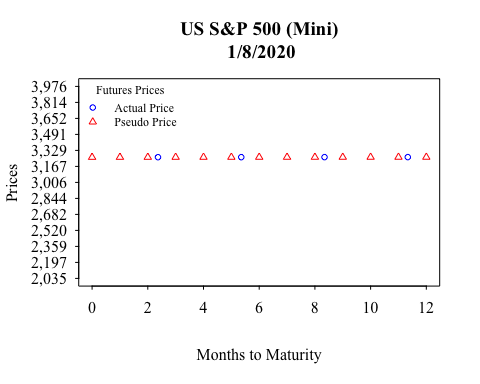 US S&P 500 (Mini)
1/8/2020
Futures Prices
Actual Price
Pseudo Price
Prices
3,976
3,814
3,652
3,491
3,329
3,167
3,006
2,844
2,682
2,520
2,359
2,197
2,035
0 2 4 6 8 10 12
Months to Maturity